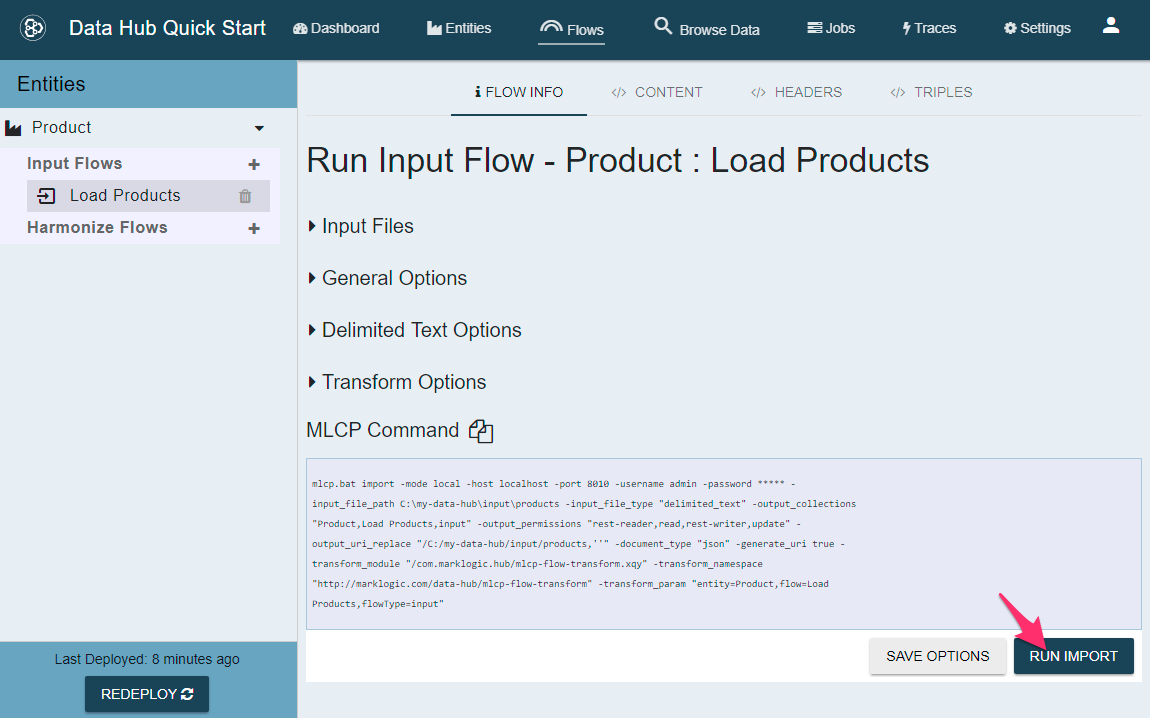 Data Hub Quick Start
Dashboard
Entities
Flows
Browse Data
Jobs
Traces
Settings
Entities
Product
Input Flows
Load Products
Harmonize Flows
Last Deployed: 8 minutes ago
REDEPLOY
FLOW INFO
</> CONTENT
</> HEADERS
</> TRIPLES
Run Input Flow - Product : Load Products
Input Files
General Options
Delimited Text Options
Transform Options
MLCP Command
mlcp.bat import -mode local -host localhost -port 8010 -username admin -password ***** -
input_file_path C:\my-data-hub\input\products -input_file_type "delimited_text" -output_collections
"Product,Load Products,input" -output_permissions "rest-reader,read,rest-writer,update" -
output_uri_replace "/C:/my-data-hub/input/products,''" -document_type "json" -generate_uri true -
transform_module "/com.marklogic.hub/mlcp-flow-transform.xqy" -transform_namespace
"http://marklogic.com/data-hub/mlcp-flow-transform" -transform_param "entity=Product,flow=Load
Products,flowType=input"
SAVE OPTIONS
RUN IMPORT